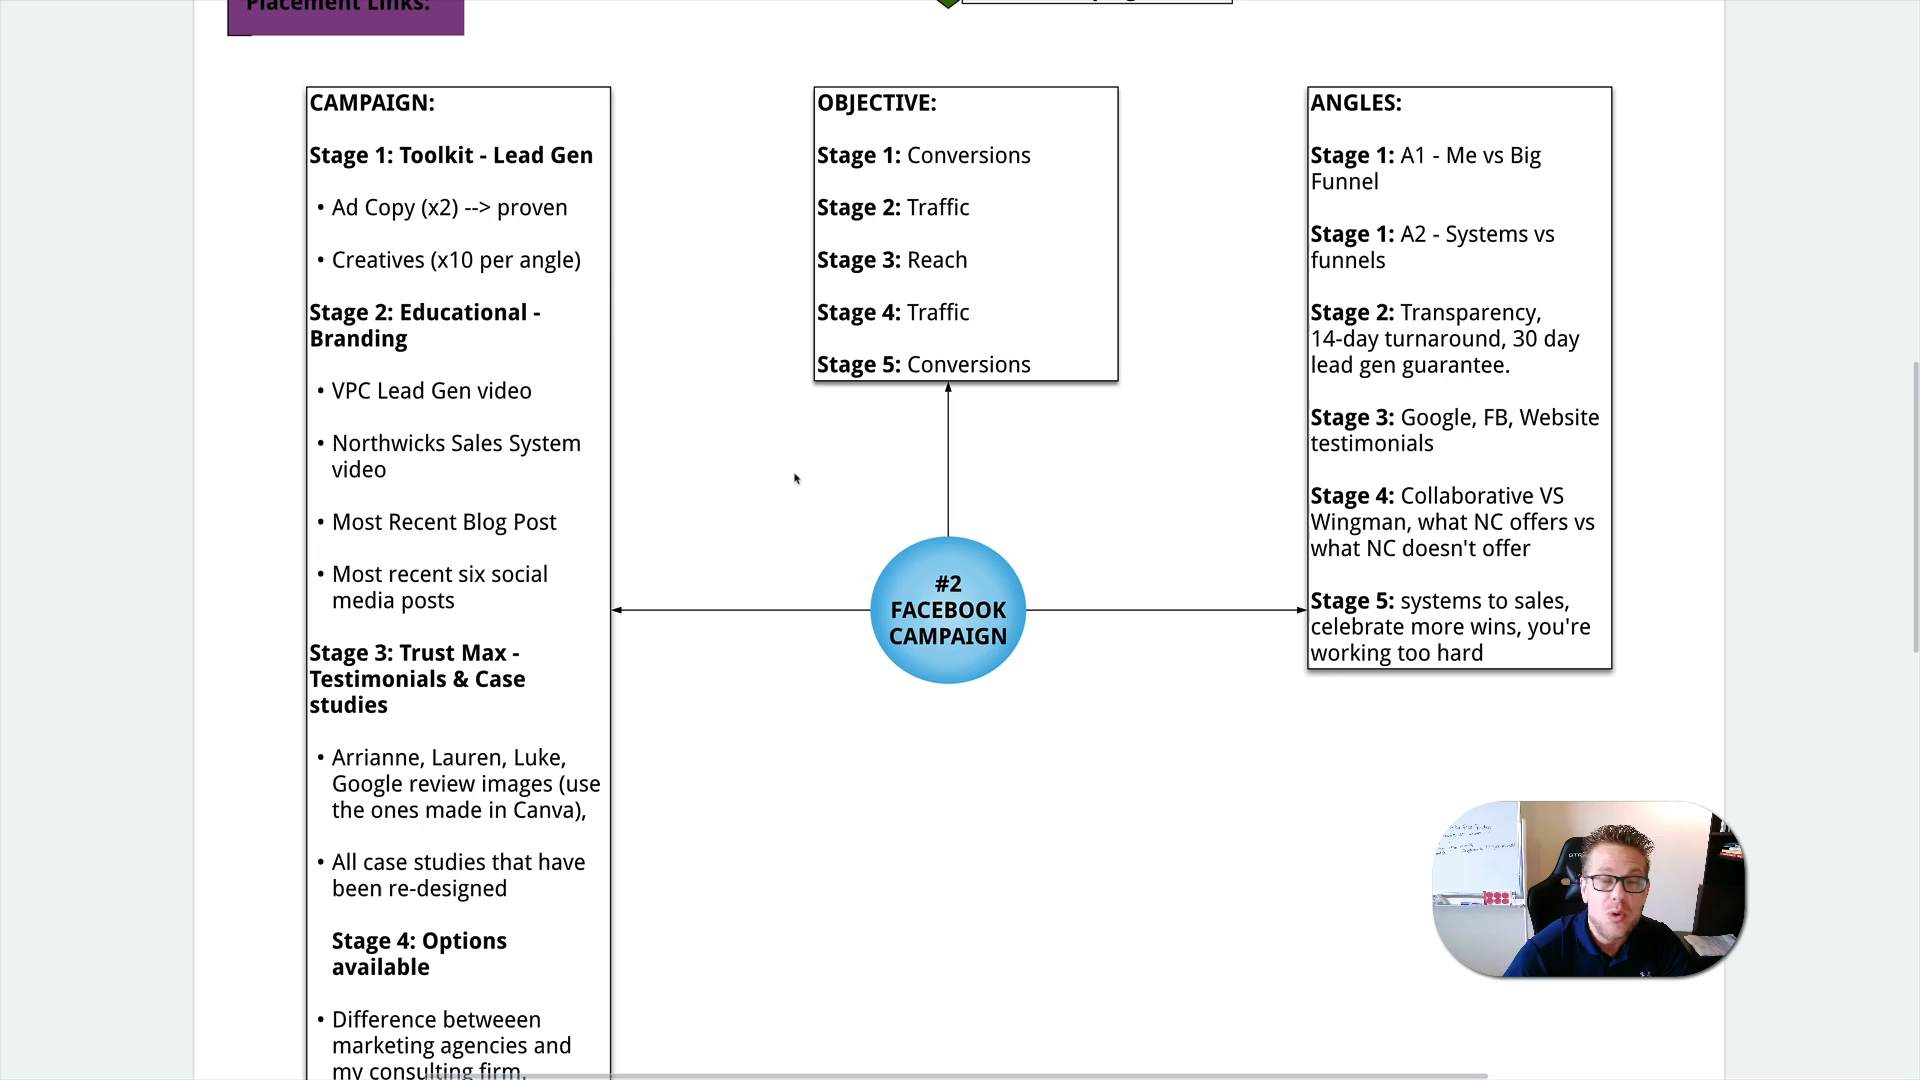 Placement Links:
CAMPAIGN:
Stage 1: Toolkit - Lead Gen
• Ad Copy (x2) --> proven
• Creatives (x10 per angle)
Stage 2: Educational -
Branding
• VPC Lead Gen video
• Northwicks Sales System
video
• Most Recent Blog Post
• Most recent six social
media posts
Stage 3: Trust Max -
Testimonials & Case
studies
• Arrianne, Lauren, Luke,
Google review images (use
the ones made in Canva),
• All case studies that have
been re-designed
Stage 4: Options
available
• Difference betweeen
marketing agencies and
my consulting firm.
OBJECTIVE:
Stage 1: Conversions
Stage 2: Traffic
Stage 3: Reach
Stage 4: Traffic
Stage 5: Conversions
#2
FACEBOOK
CAMPAIGN
ANGLES:
Stage 1: A1 - Me vs Big
Funnel
Stage 1: A2 - Systems vs
funnels
Stage 2: Transparency,
14-day turnaround, 30 day
lead gen guarantee.
Stage 3: Google, FB, Website
testimonials
Stage 4: Collaborative VS
Wingman, what NC offers vs
what NC doesn't offer
Stage 5: systems to sales,
celebrate more wins, you're
working too hard